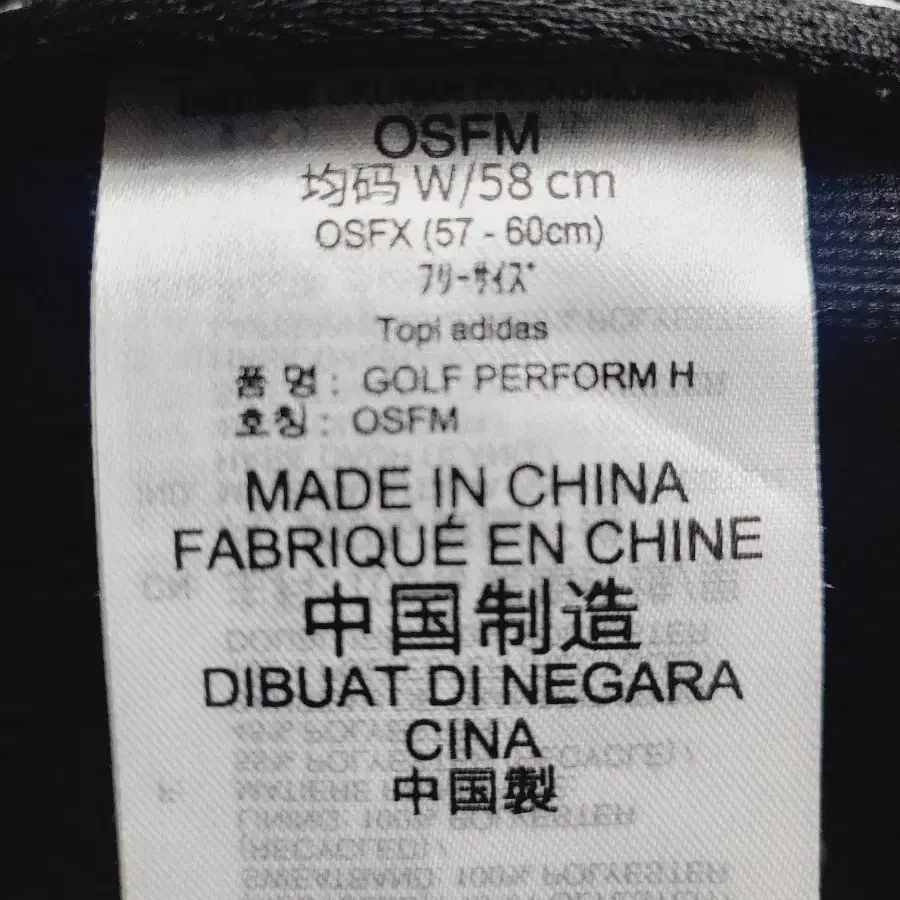 OSFM
均码 W/58 cm
OSFX (57 - 60cm)
フリーサイズ
Topi adidas
품 명 : GOLF PERFORM H
호칭 : OSFM
MADE IN CHINA
FABRIQUÉ EN CHINE
中国制造
DIBUAT DI NEGARA
CINA
中国製